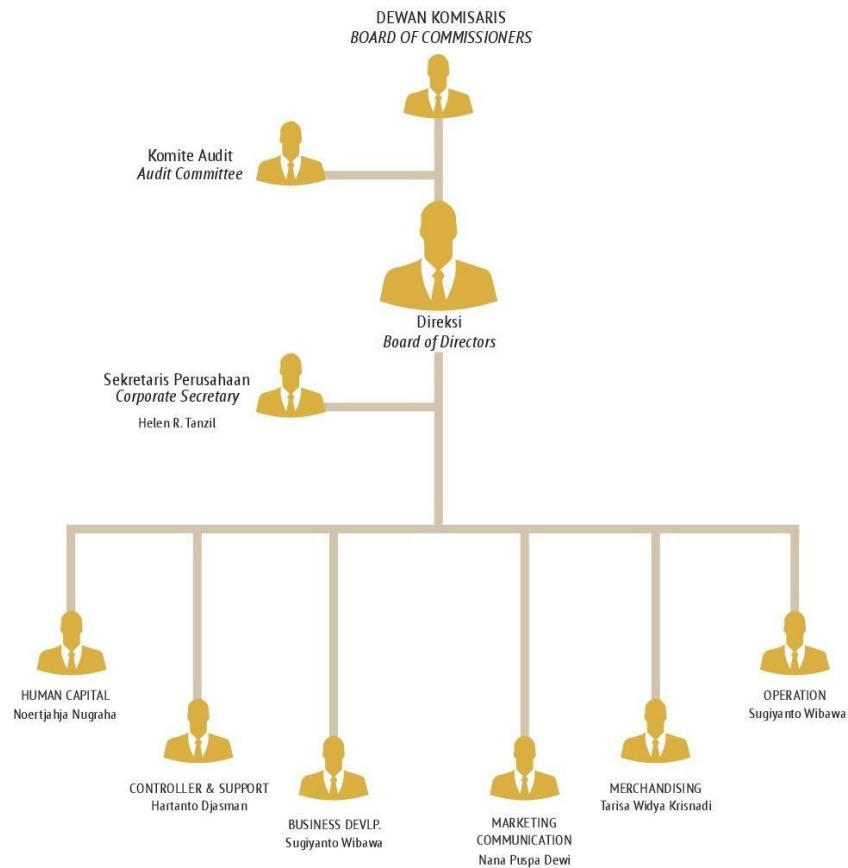 DEWAN KOMISARIS
BOARD OF COMMISSIONERS
Komite Audit
Audit Committee
Direksi
Board of Directors
Sekretaris Perusahaan
Corporate Secretary
Helen R. Tanzil
HUMAN CAPITAL
Noertjahja Nugraha
CONTROLLER & SUPPORT
Hartanto Djasman
BUSINESS DEVLP.
Sugiyanto Wibawa
MARKETING
COMMUNICATION
Nana Puspa Dewi
MERCHANDISING
Tarisa Widya Krisnadi
OPERATION
Sugiyanto Wibawa